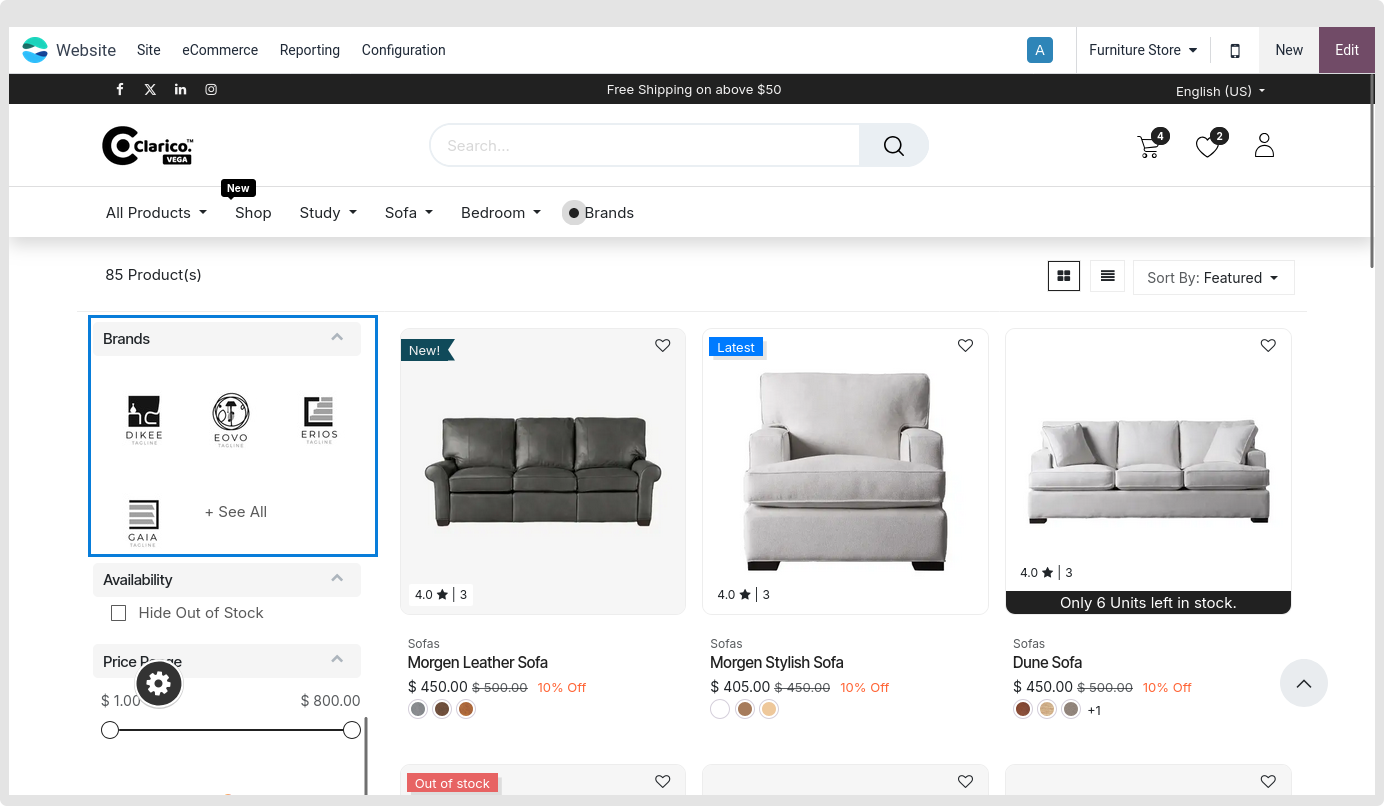 Website Site eCommerce Reporting Configuration A Furniture Store New Edit
Free Shipping on above $50 English (US)
Clarico.™ VEGA Search... 4 2
New
All Products Shop Study Sofa Bedroom Brands
85 Product(s) Sort By: Featured
Brands
DIKEE TAGLINE
EOVO TAGLINE
ERIOS TAGLINE
GAIA TAGLINE
+ See All
Availability
Hide Out of Stock
Price Range
$ 1.00 $ 800.00
New!
4.0 ★ | 3
Sofas
Morgen Leather Sofa
$ 450.00 $ 500.00 10% Off
Latest
4.0 ★ | 3
Sofas
Morgen Stylish Sofa
$ 405.00 $ 450.00 10% Off
4.0 ★ | 3
Only 6 Units left in stock.
Sofas
Dune Sofa
$ 450.00 $ 500.00 10% Off
+1
Out of stock